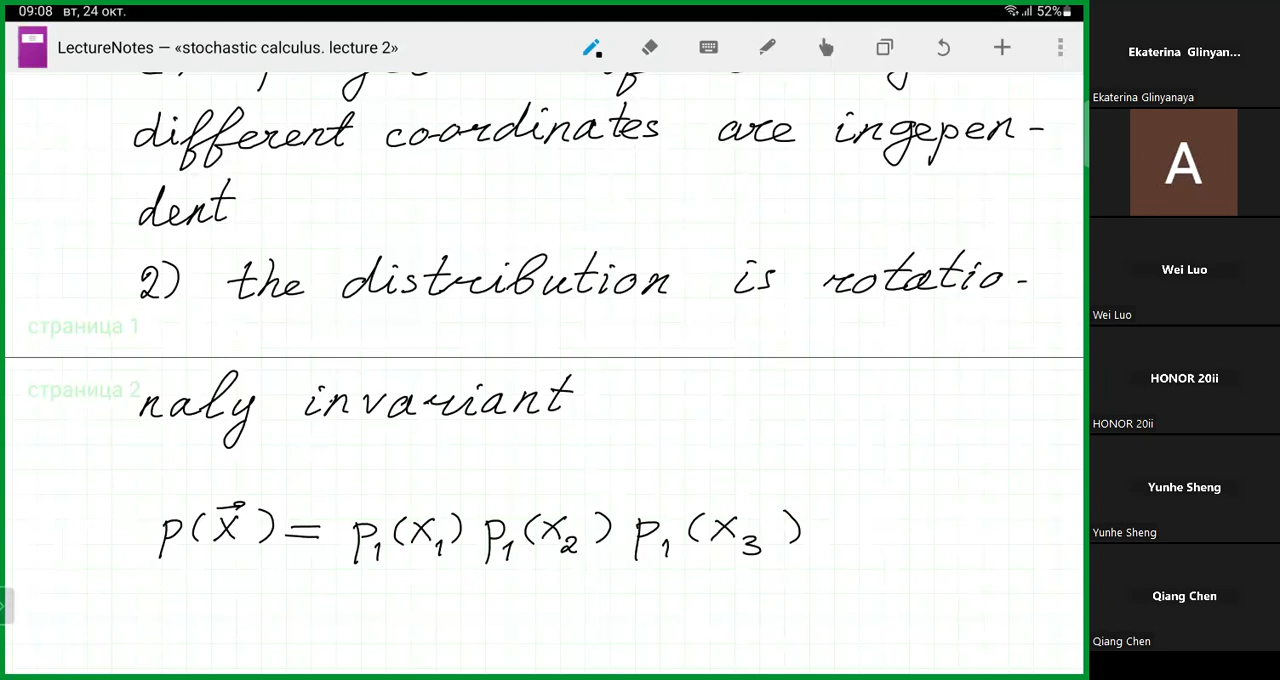 09:08 вт, 24 окт.
52%
LectureNotes — «stochastic calculus. lecture 2»
different coordinates are ingepen-
dent
2) the distribution is rotatio-
страница 1
страница 2
naly invariant
p(x⃗) = p₁(x₁) p₁(x₂) p₁(x₃)
Ekaterina Glinyan...
Ekaterina Glinyanaya
A
Wei Luo
Wei Luo
HONOR 20ii
HONOR 20ii
Yunhe Sheng
Yunhe Sheng
Qiang Chen
Qiang Chen